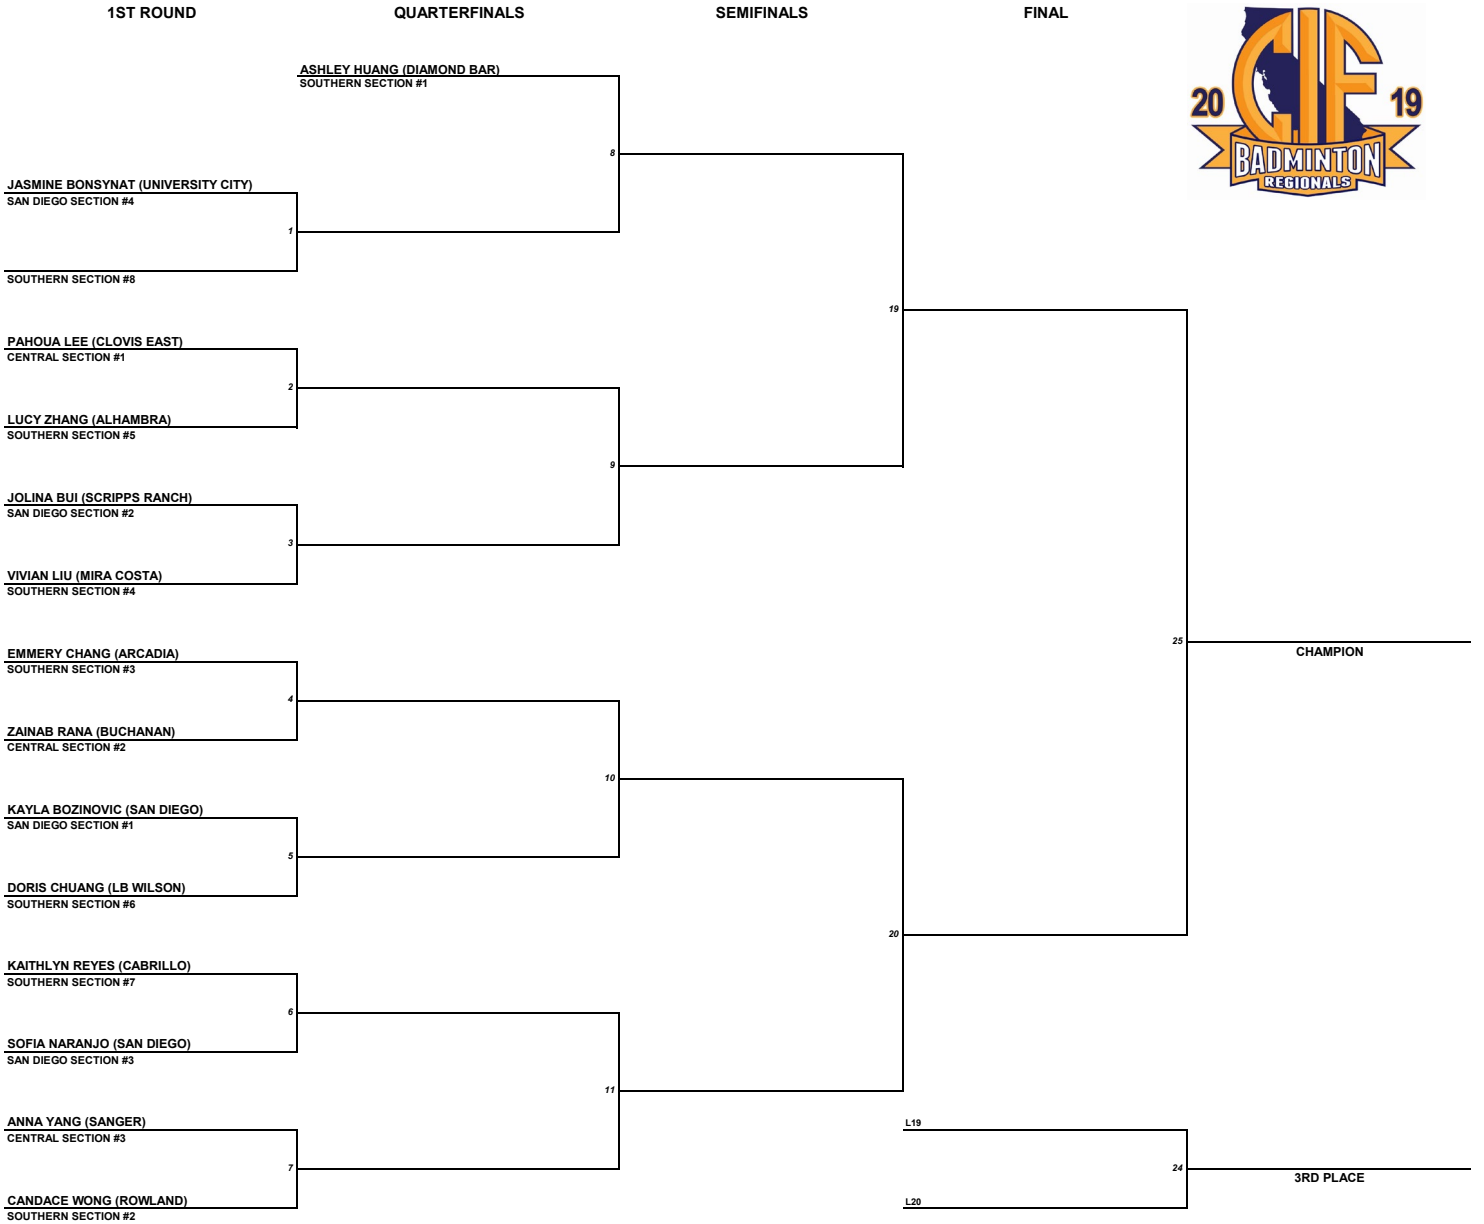 1ST ROUND QUARTERFINALS SEMIFINALS FINAL
20 CIF 19
BADMINTON
REGIONALS
ASHLEY HUANG (DIAMOND BAR)
SOUTHERN SECTION #1
8
JASMINE BONSYNAT (UNIVERSITY CITY)
SAN DIEGO SECTION #4
1
SOUTHERN SECTION #8
19
PAHOUA LEE (CLOVIS EAST)
CENTRAL SECTION #1
2
LUCY ZHANG (ALHAMBRA)
SOUTHERN SECTION #5
9
JOLINA BUI (SCRIPPS RANCH)
SAN DIEGO SECTION #2
3
VIVIAN LIU (MIRA COSTA)
SOUTHERN SECTION #4
25
CHAMPION
EMMERY CHANG (ARCADIA)
SOUTHERN SECTION #3
4
ZAINAB RANA (BUCHANAN)
CENTRAL SECTION #2
10
KAYLA BOZINOVIC (SAN DIEGO)
SAN DIEGO SECTION #1
5
DORIS CHUANG (LB WILSON)
SOUTHERN SECTION #6
20
KAITHLYN REYES (CABRILLO)
SOUTHERN SECTION #7
6
SOFIA NARANJO (SAN DIEGO)
SAN DIEGO SECTION #3
11
ANNA YANG (SANGER)
CENTRAL SECTION #3
L19
7
24
3RD PLACE
CANDACE WONG (ROWLAND)
SOUTHERN SECTION #2
L20